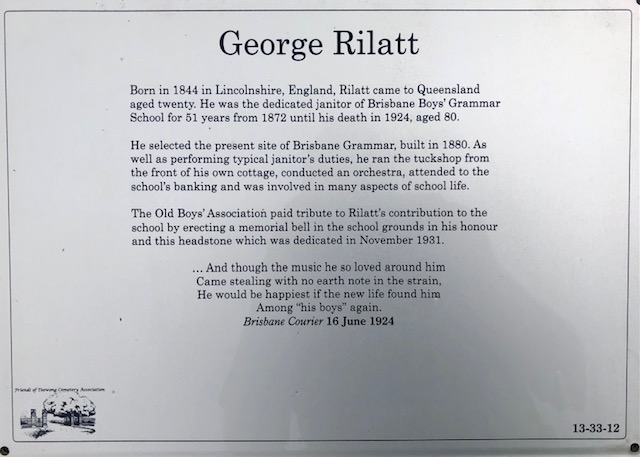 George Rilatt
Born in 1844 in Lincolnshire, England, Rilatt came to Queensland
aged twenty. He was the dedicated janitor of Brisbane Boys' Grammar
School for 51 years from 1872 until his death in 1924, aged 80.
He selected the present site of Brisbane Grammar, built in 1880. As
well as performing typical janitor's duties, he ran the tuckshop from
the front of his own cottage, conducted an orchestra, attended to the
school's banking and was involved in many aspects of school life.
The Old Boys' Association paid tribute to Rilatt's contribution to the
school by erecting a memorial bell in the school grounds in his honour
and this headstone which was dedicated in November 1931.
... And though the music he so loved around him
Came stealing with no earth note in the strain,
He would be happiest if the new life found him
Among "his boys" again.
Brisbane Courier 16 June 1924
Friends of Toowong Cemetery Association
13-33-12